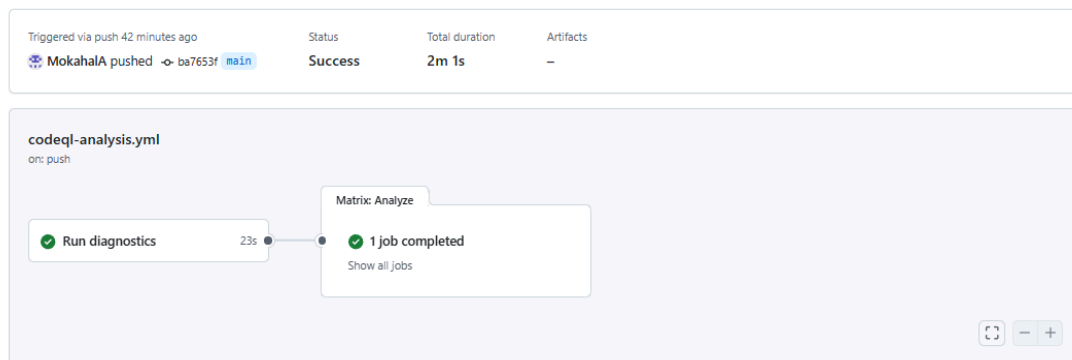 Triggered via push 42 minutes ago
Status
Total duration
Artifacts
MokahalA pushed ba7653f main
Success
2m 1s
–
codeql-analysis.yml
on: push
Matrix: Analyze
Run diagnostics 23s
1 job completed
Show all jobs